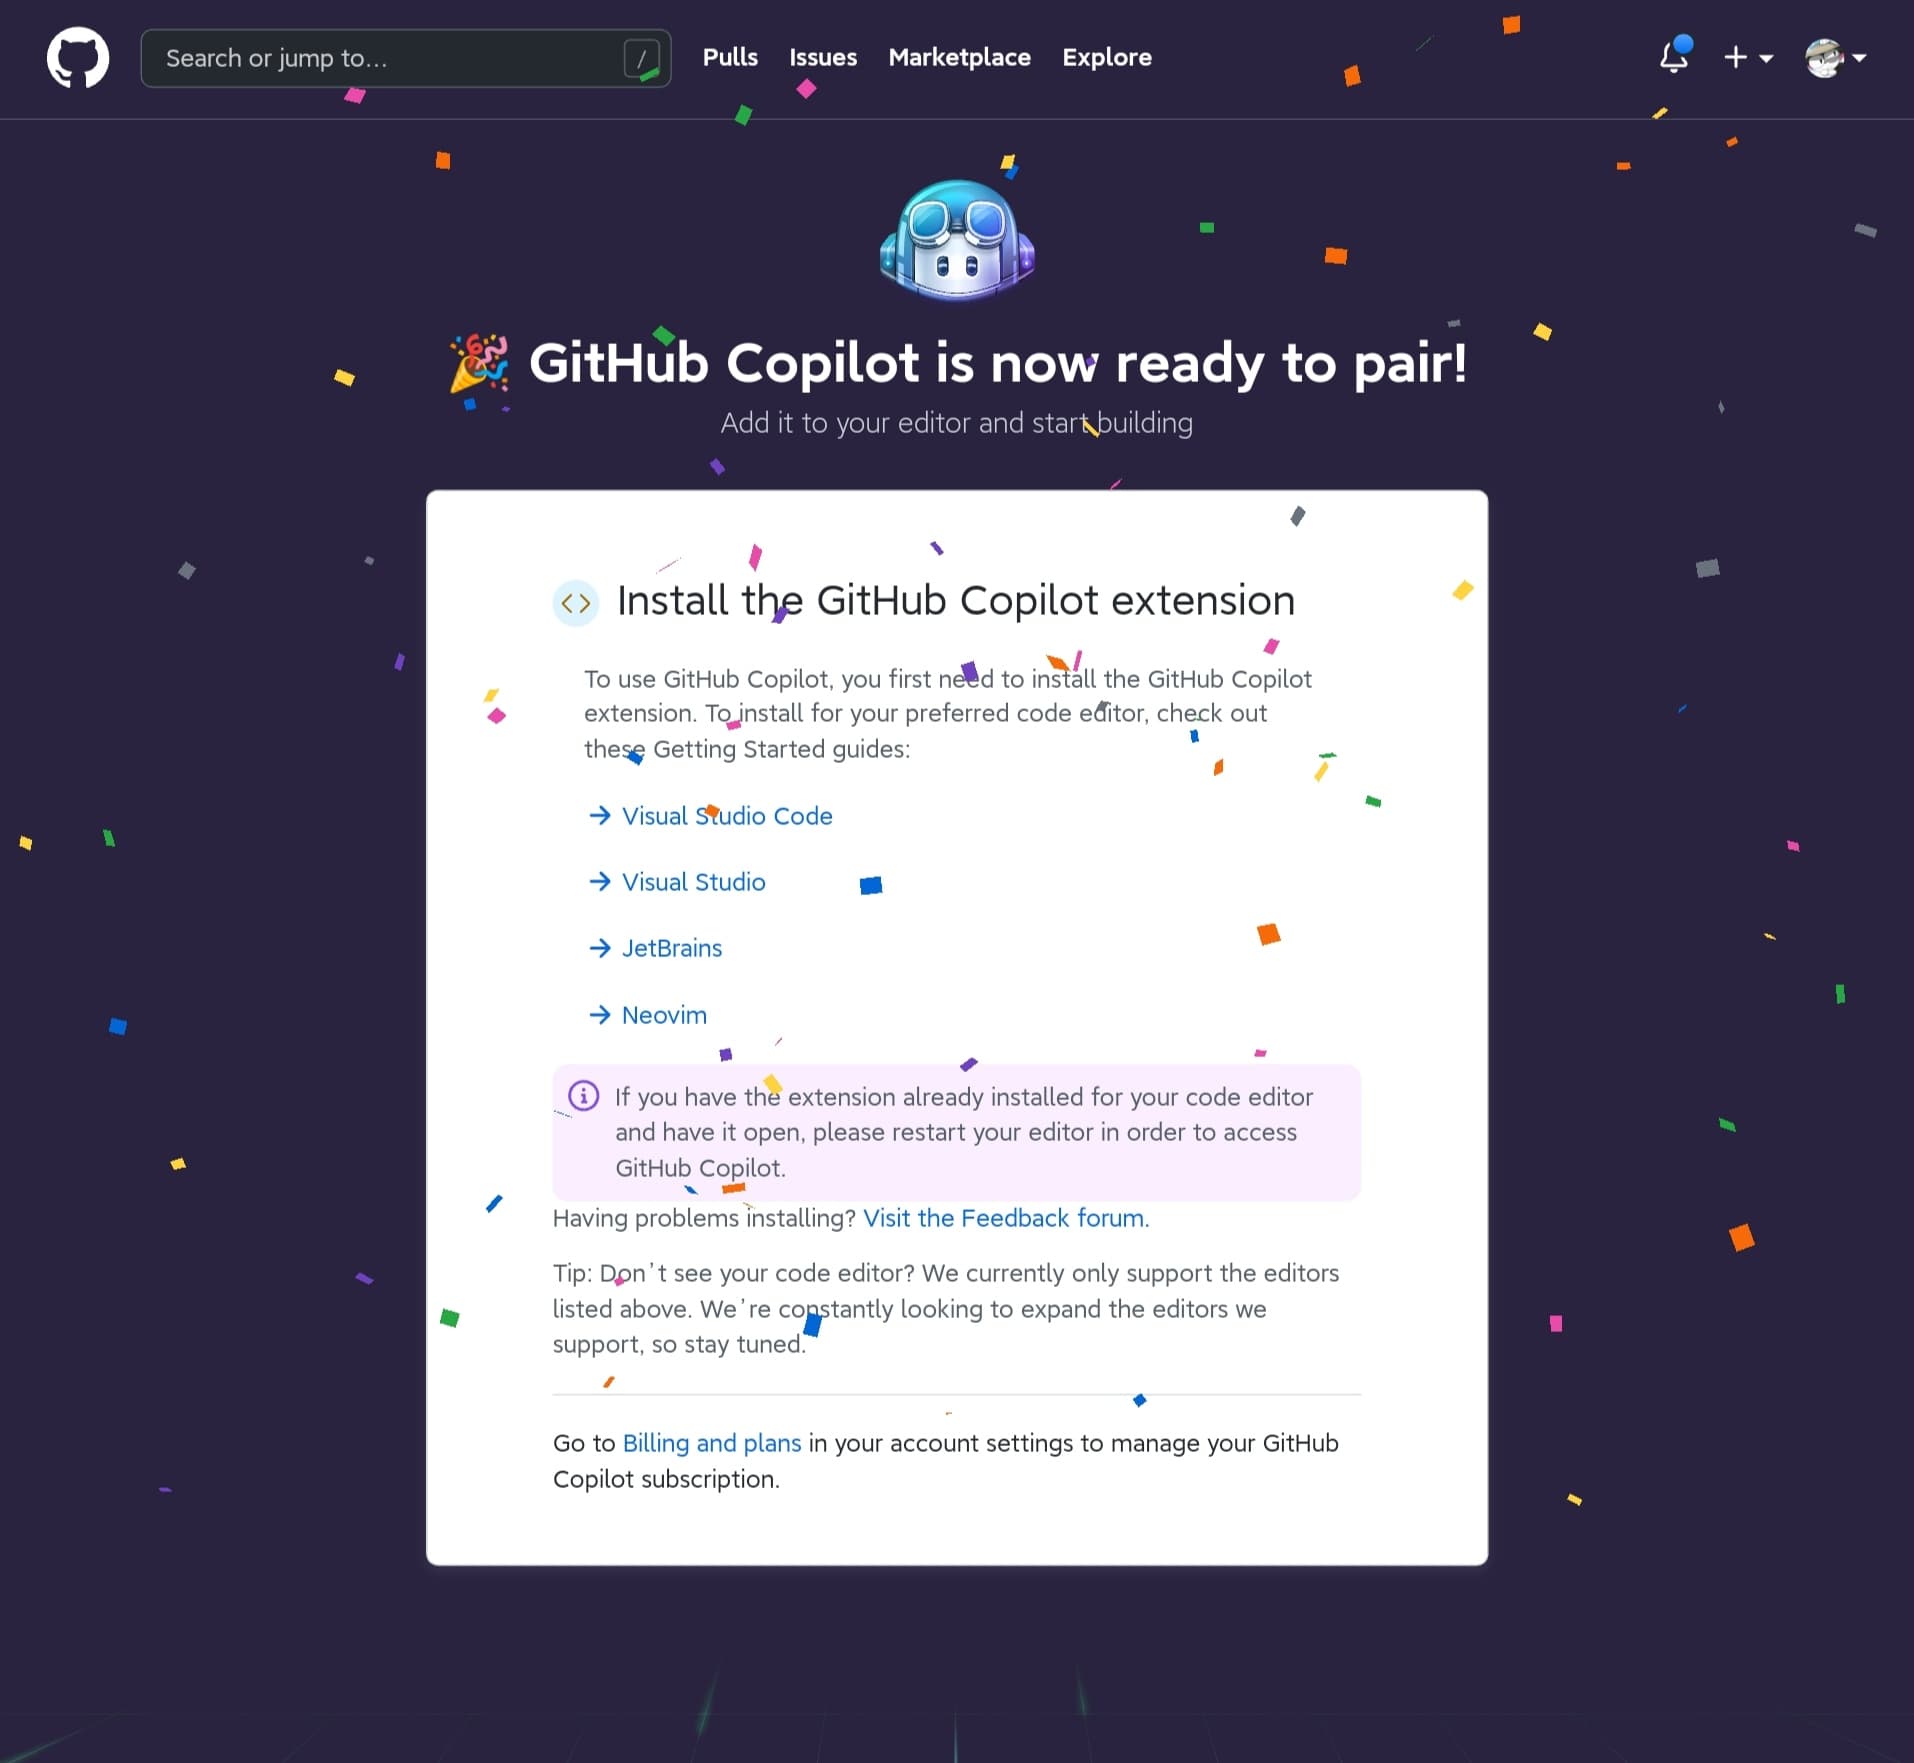 Search or jump to...
/
Pulls
Issues
Marketplace
Explore
GitHub Copilot is now ready to pair!
Add it to your editor and start building
Install the GitHub Copilot extension
To use GitHub Copilot, you first need to install the GitHub Copilot
extension. To install for your preferred code editor, check out
these Getting Started guides:
→ Visual Studio Code
→ Visual Studio
→ JetBrains
→ Neovim
If you have the extension already installed for your code editor
and have it open, please restart your editor in order to access
GitHub Copilot.
Having problems installing? Visit the Feedback forum.
Tip: Don’t see your code editor? We currently only support the editors
listed above. We’re constantly looking to expand the editors we
support, so stay tuned.
Go to Billing and plans in your account settings to manage your GitHub
Copilot subscription.